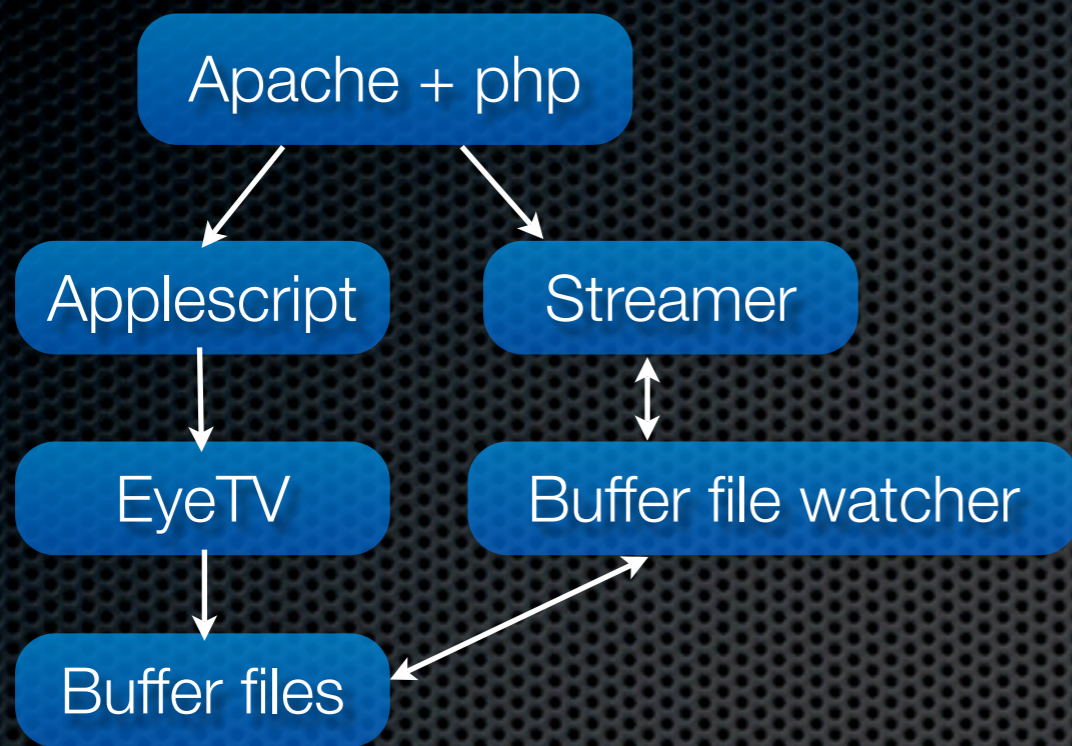 Apache + php
Applescript
Streamer
EyeTV
Buffer file watcher
Buffer files